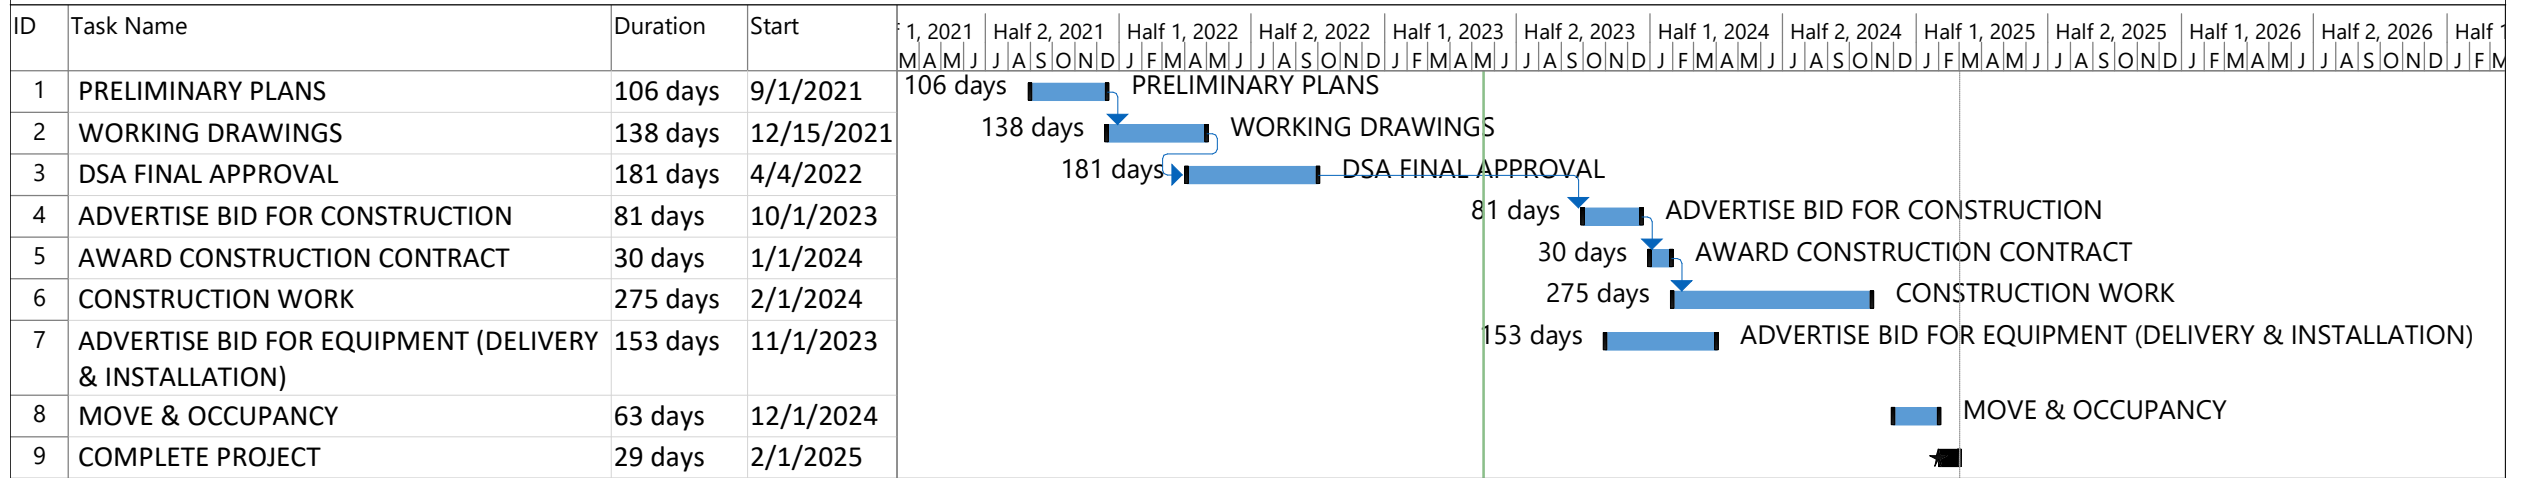 ID Task Name Duration Start
1, 2021 Half 2, 2021 Half 1, 2022 Half 2, 2022 Half 1, 2023 Half 2, 2023 Half 1, 2024 Half 2, 2024 Half 1, 2025 Half 2, 2025 Half 1, 2026 Half 2, 2026 Half 1
M A M J J A S O N D J F M A M J J A S O N D J F M A M J J A S O N D J F M A M J J A S O N D J F M A M J J A S O N D J F M A M J J A S O N D J F M
1 PRELIMINARY PLANS 106 days 9/1/2021 106 days PRELIMINARY PLANS
2 WORKING DRAWINGS 138 days 12/15/2021 138 days WORKING DRAWINGS
3 DSA FINAL APPROVAL 181 days 4/4/2022 181 days DSA FINAL APPROVAL
4 ADVERTISE BID FOR CONSTRUCTION 81 days 10/1/2023 81 days ADVERTISE BID FOR CONSTRUCTION
5 AWARD CONSTRUCTION CONTRACT 30 days 1/1/2024 30 days AWARD CONSTRUCTION CONTRACT
6 CONSTRUCTION WORK 275 days 2/1/2024 275 days CONSTRUCTION WORK
7 ADVERTISE BID FOR EQUIPMENT (DELIVERY 153 days 11/1/2023 153 days ADVERTISE BID FOR EQUIPMENT (DELIVERY & INSTALLATION)
& INSTALLATION)
8 MOVE & OCCUPANCY 63 days 12/1/2024 MOVE & OCCUPANCY
9 COMPLETE PROJECT 29 days 2/1/2025